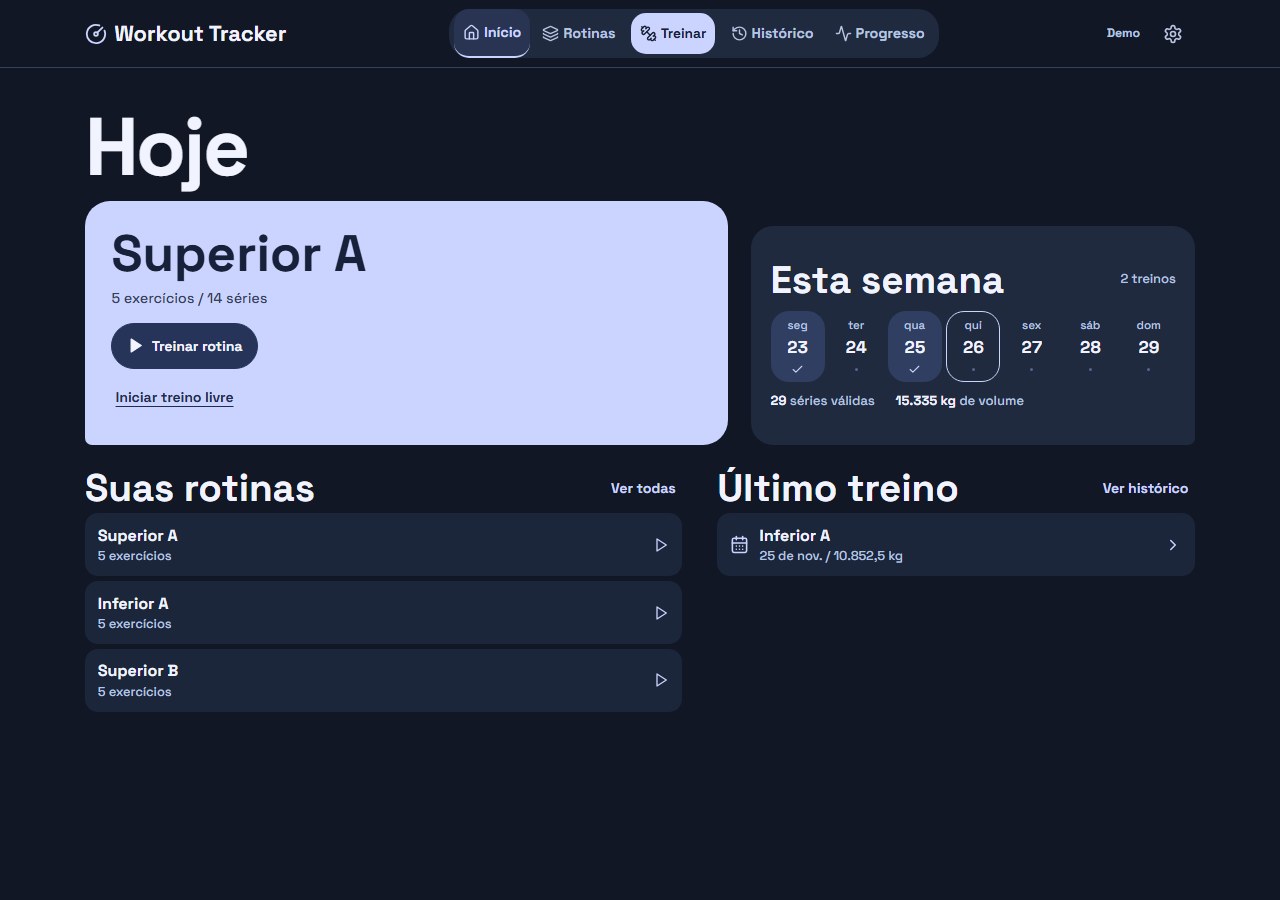 Workout Tracker
Início
Rotinas
Treinar
Histórico
Progresso
Demo
Hoje
Superior A
5 exercícios / 14 séries
Treinar rotina
Iniciar treino livre
Esta semana
2 treinos
seg ter qua qui sex sáb dom
23 24 25 26 27 28 29
29 séries válidas 15.335 kg de volume
Suas rotinas
Ver todas
Superior A
5 exercícios
Inferior A
5 exercícios
Superior B
5 exercícios
Último treino
Ver histórico
Inferior A
25 de nov. / 10.852,5 kg